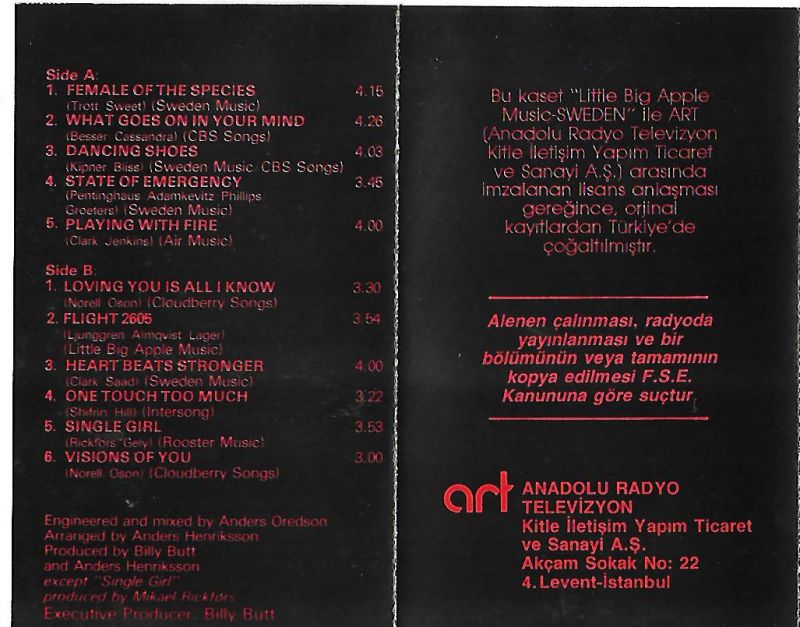 Side A:
1. FEMALE OF THE SPECIES 4.15
(Trott Sweet) (Sweden Music)
2. WHAT GOES ON IN YOUR MIND 4.26
(Besser Cassandra) (CBS Songs)
3. DANCING SHOES 4.03
(Kipner Bliss) (Sweden Music/CBS Songs)
4. STATE OF EMERGENCY 3.45
(Pentinghaus Adamkevitz Phillips
Groeters) (Sweden Music)
5. PLAYING WITH FIRE 4.00
(Clark Jenkins) (Air Music)
Side B:
1. LOVING YOU IS ALL I KNOW 3.30
(Norell Oson) (Cloudberry Songs)
2. FLIGHT 2605 3.54
(Ljunggren Almqvist Lager)
(Little Big Apple Music)
3. HEART BEATS STRONGER 4.00
(Clark Saad) (Sweden Music)
4. ONE TOUCH TOO MUCH 3.22
(Shifrin Hill) (Intersong)
5. SINGLE GIRL 3.53
(Rickfors Gely) (Rooster Music)
6. VISIONS OF YOU 3.00
(Norell Oson) (Cloudberry Songs)
Engineered and mixed by Anders Oredson
Arranged by Anders Henriksson
Produced by Billy Butt
and Anders Henriksson
except "Single Girl"
produced by Mikael Rickfors
Executive Producer: Billy Butt
Bu kaset "Little Big Apple
Music-SWEDEN" ile ART
(Anadolu Radyo Televizyon
Kitle İletişim Yapım Ticaret
ve Sanayi A.Ş.) arasında
imzalanan lisans anlaşması
gereğince, orjinal
kayıtlardan Türkiye'de
çoğaltılmıştır.
Alenen çalınması, radyoda
yayınlanması ve bir
bölümünün veya tamamının
kopya edilmesi F.S.E.
Kanununa göre suçtur.
art ANADOLU RADYO
TELEVİZYON
Kitle İletişim Yapım Ticaret
ve Sanayi A.Ş.
Akçam Sokak No: 22
4. Levent-İstanbul